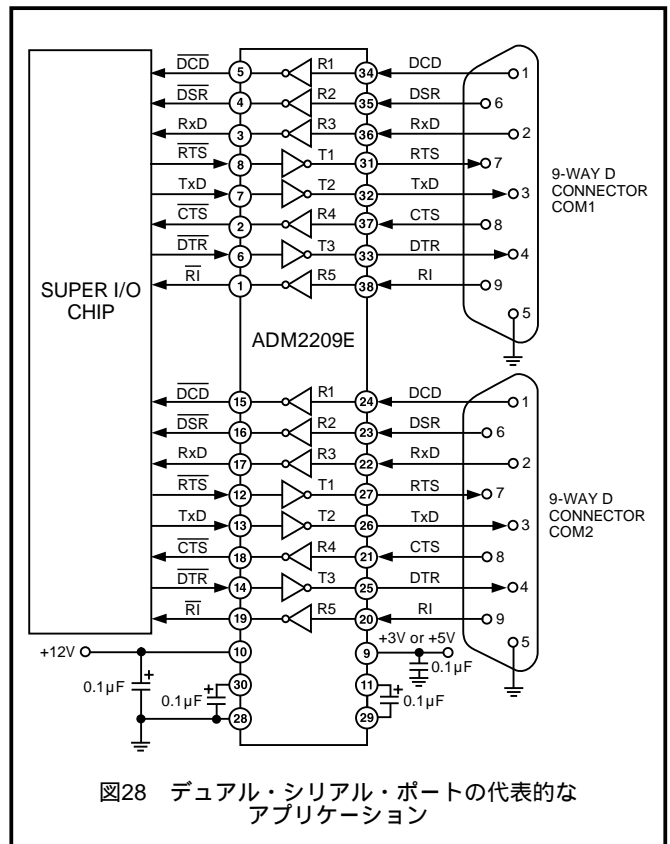 DCD 5 R1 34 DCD 1
DSR 4 R2 35 DSR 6
RxD 3 R3 36 RxD 2
RTS 8 T1 31 RTS 7
TxD 7 T2 32 TxD 3
CTS 2 R4 37 CTS 8
DTR 6 T3 33 DTR 4
RI 1 R5 38 RI 9
5
9-WAY D
CONNECTOR
COM1
SUPER I/O
CHIP
ADM2209E
DCD 15 R1 24 DCD 1
DSR 16 R2 23 DSR 6
RxD 17 R3 22 RxD 2
RTS 12 T1 27 RTS 7
TxD 13 T2 26 TxD 3
CTS 18 R4 21 CTS 8
DTR 14 T3 25 DTR 4
RI 19 R5 20 RI 9
5
9-WAY D
CONNECTOR
COM2
+12V 10 9 +3V or +5V
0.1µF
+
0.1µF
+
30 11
+
0.1µF
28 29
0.1µF
図28 デュアル・シリアル・ポートの代表的な
アプリケーション